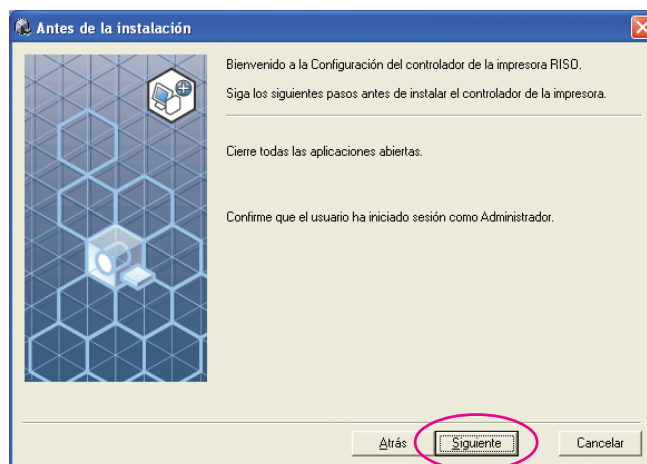 Antes de la instalación
Bienvenido a la Configuración del controlador de la impresora RISO.
Siga los siguientes pasos antes de instalar el controlador de la impresora.
Cierre todas las aplicaciones abiertas.
Confirme que el usuario ha iniciado sesión como Administrador.
Atrás Siguiente Cancelar